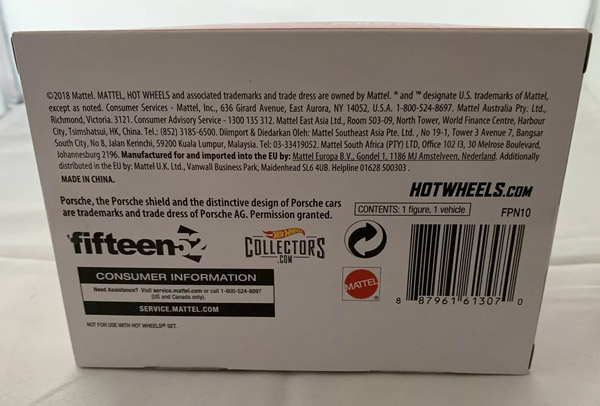 ©2018 Mattel. MATTEL, HOT WHEELS and associated trademarks and trade dress are owned by Mattel. ® and ™ designate U.S. trademarks of Mattel,
except as noted. Consumer Services - Mattel, Inc., 636 Girard Avenue, East Aurora, NY 14052, U.S.A. 1-800-524-8697. Mattel Australia Pty. Ltd.,
Richmond, Victoria. 3121. Consumer Advisory Service - 1300 135 312. Mattel East Asia Ltd., Room 503-09, North Tower, World Finance Centre, Harbour
City, Tsimshatsui, HK, China. Tel.: (852) 3185-6500. Diimport & Diedarkan Oleh: Mattel Southeast Asia Pte. Ltd., No 19-1, Tower 3 Avenue 7, Bangsar
South City, No 8, Jalan Kerinchi, 59200 Kuala Lumpur, Malaysia. Tel: 03-33419052. Mattel South Africa (PTY) LTD, Office 102 I3, 30 Melrose Boulevard,
Johannesburg 2196. Manufactured for and imported into the EU by: Mattel Europa B.V., Gondel 1, 1186 MJ Amstelveen, Nederland. Additionally
distributed in the EU by: Mattel U.K. Ltd., Vanwall Business Park, Maidenhead SL6 4UB. Helpline 01628 500303.
MADE IN CHINA.
HOTWHEELS.COM
Porsche, the Porsche shield and the distinctive design of Porsche cars
are trademarks and trade dress of Porsche AG. Permission granted.
CONTENTS: 1 figure, 1 vehicle
FPN10
fifteen52
Hot Wheels
COLLECTORS
.COM
CONSUMER INFORMATION
Need Assistance? Visit service.mattel.com or call 1-800-524-8697
(US and Canada only).
SERVICE.MATTEL.COM
MATTEL
8 87961 61307 0
NOT FOR USE WITH HOT WHEELS® SET.